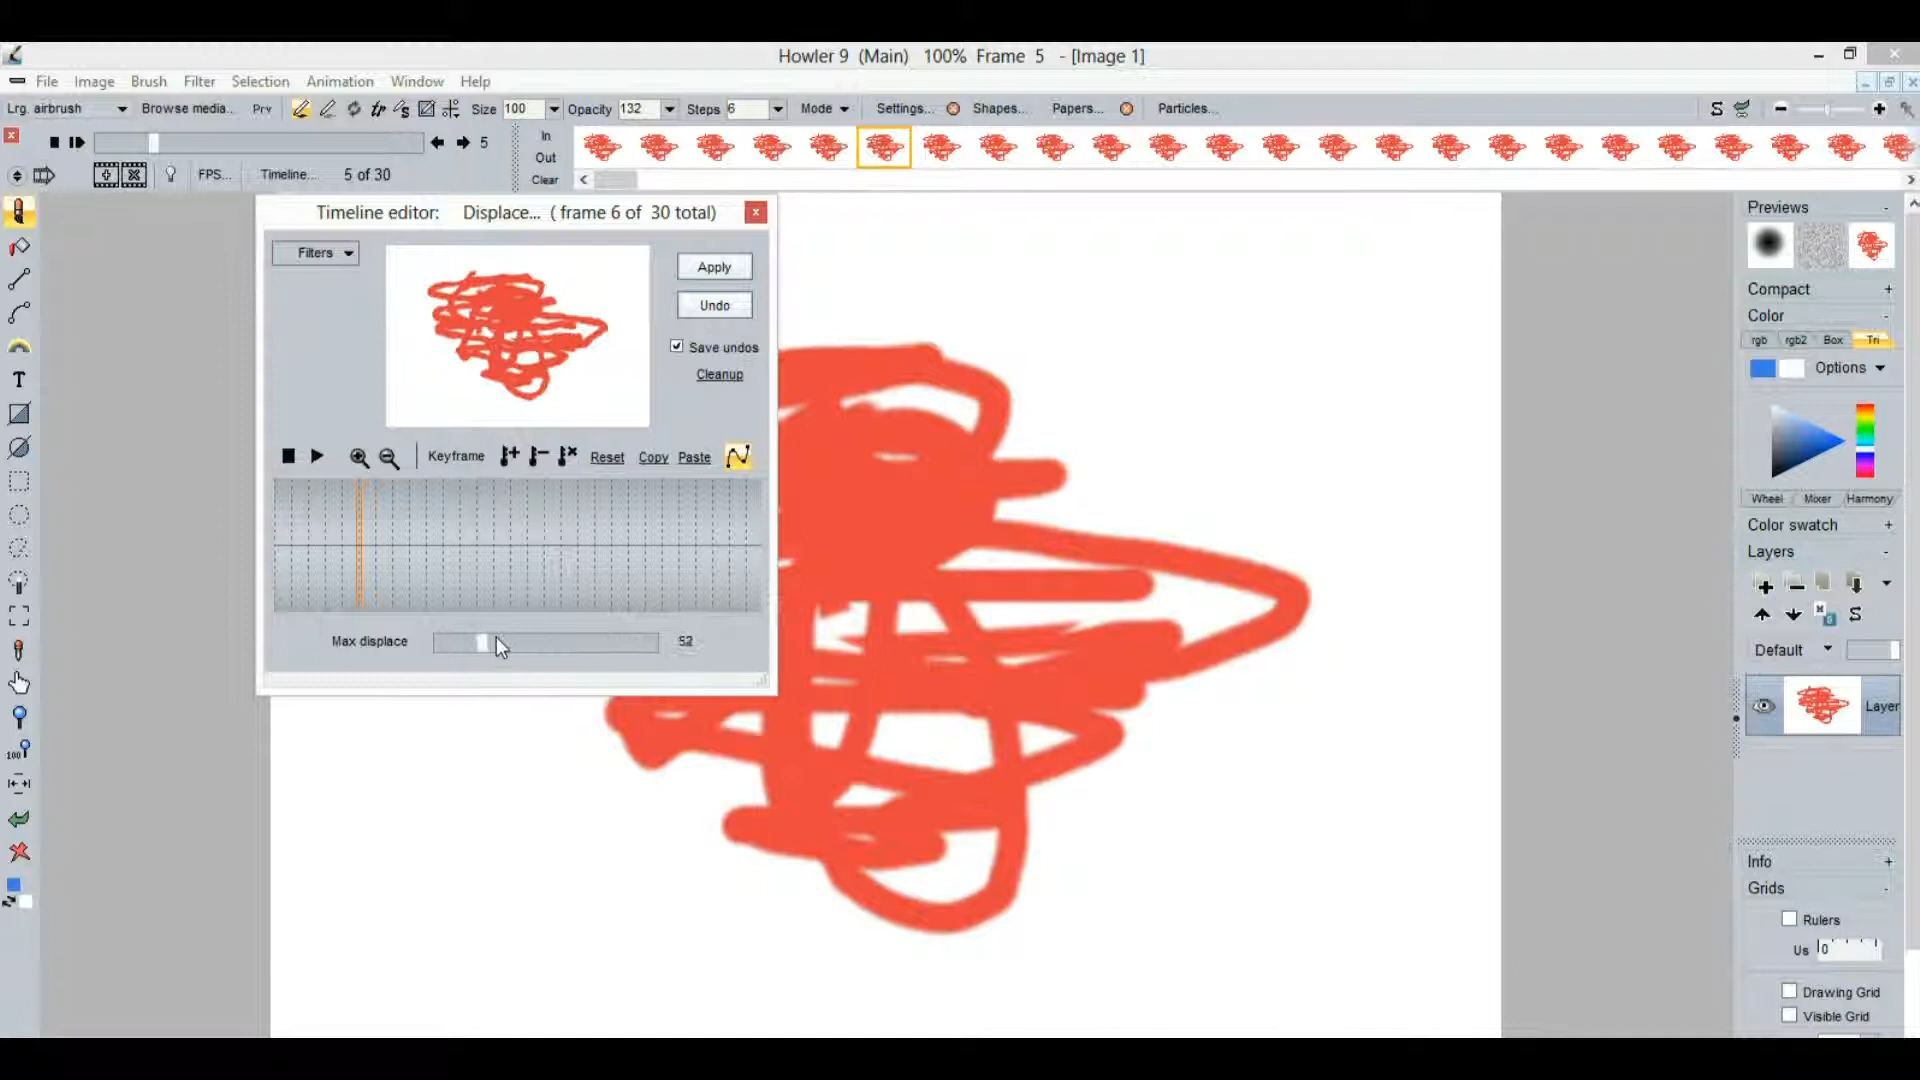 Howler 9 (Main) 100% Frame 5 - [Image 1]
File Image Brush Filter Selection Animation Window Help
Lrg. airbrush Browse media.. Prv Size 100 Opacity 132 Steps 6 Mode Settings... Shapes... Papers... Particles...
5 In
Out
FPS... Timeline... 5 of 30 Clear
Timeline editor: Displace... ( frame 6 of 30 total)
Filters
Apply
Undo
Save undos
Cleanup
Keyframe Reset Copy Paste
Max displace 52
T
100
Previews -
Compact +
Color -
rgb rgb2 Box Tri
Options
Wheel Mixer Harmony
Color swatch +
Layers -
Default
Layer
Info +
Grids -
Rulers
Us 0
Drawing Grid
Visible Grid